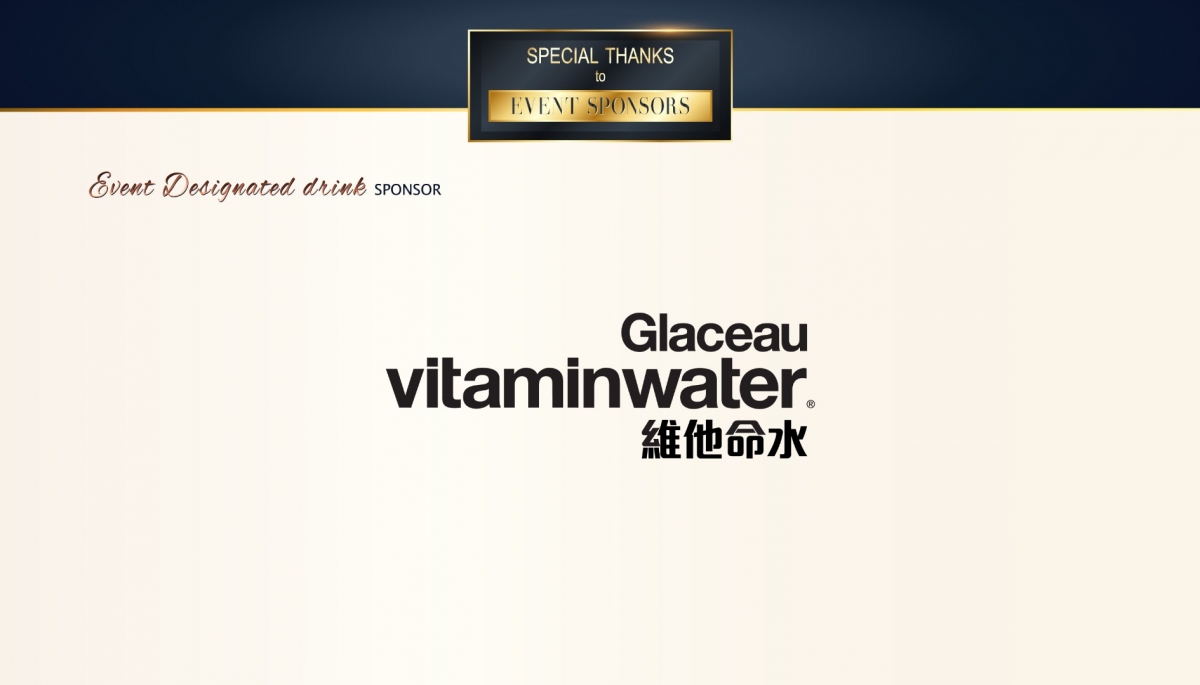 SPECIAL THANKS
to
EVENT SPONSORS
Event Designated drink SPONSOR
Glaceau
vitaminwater®
維他命水